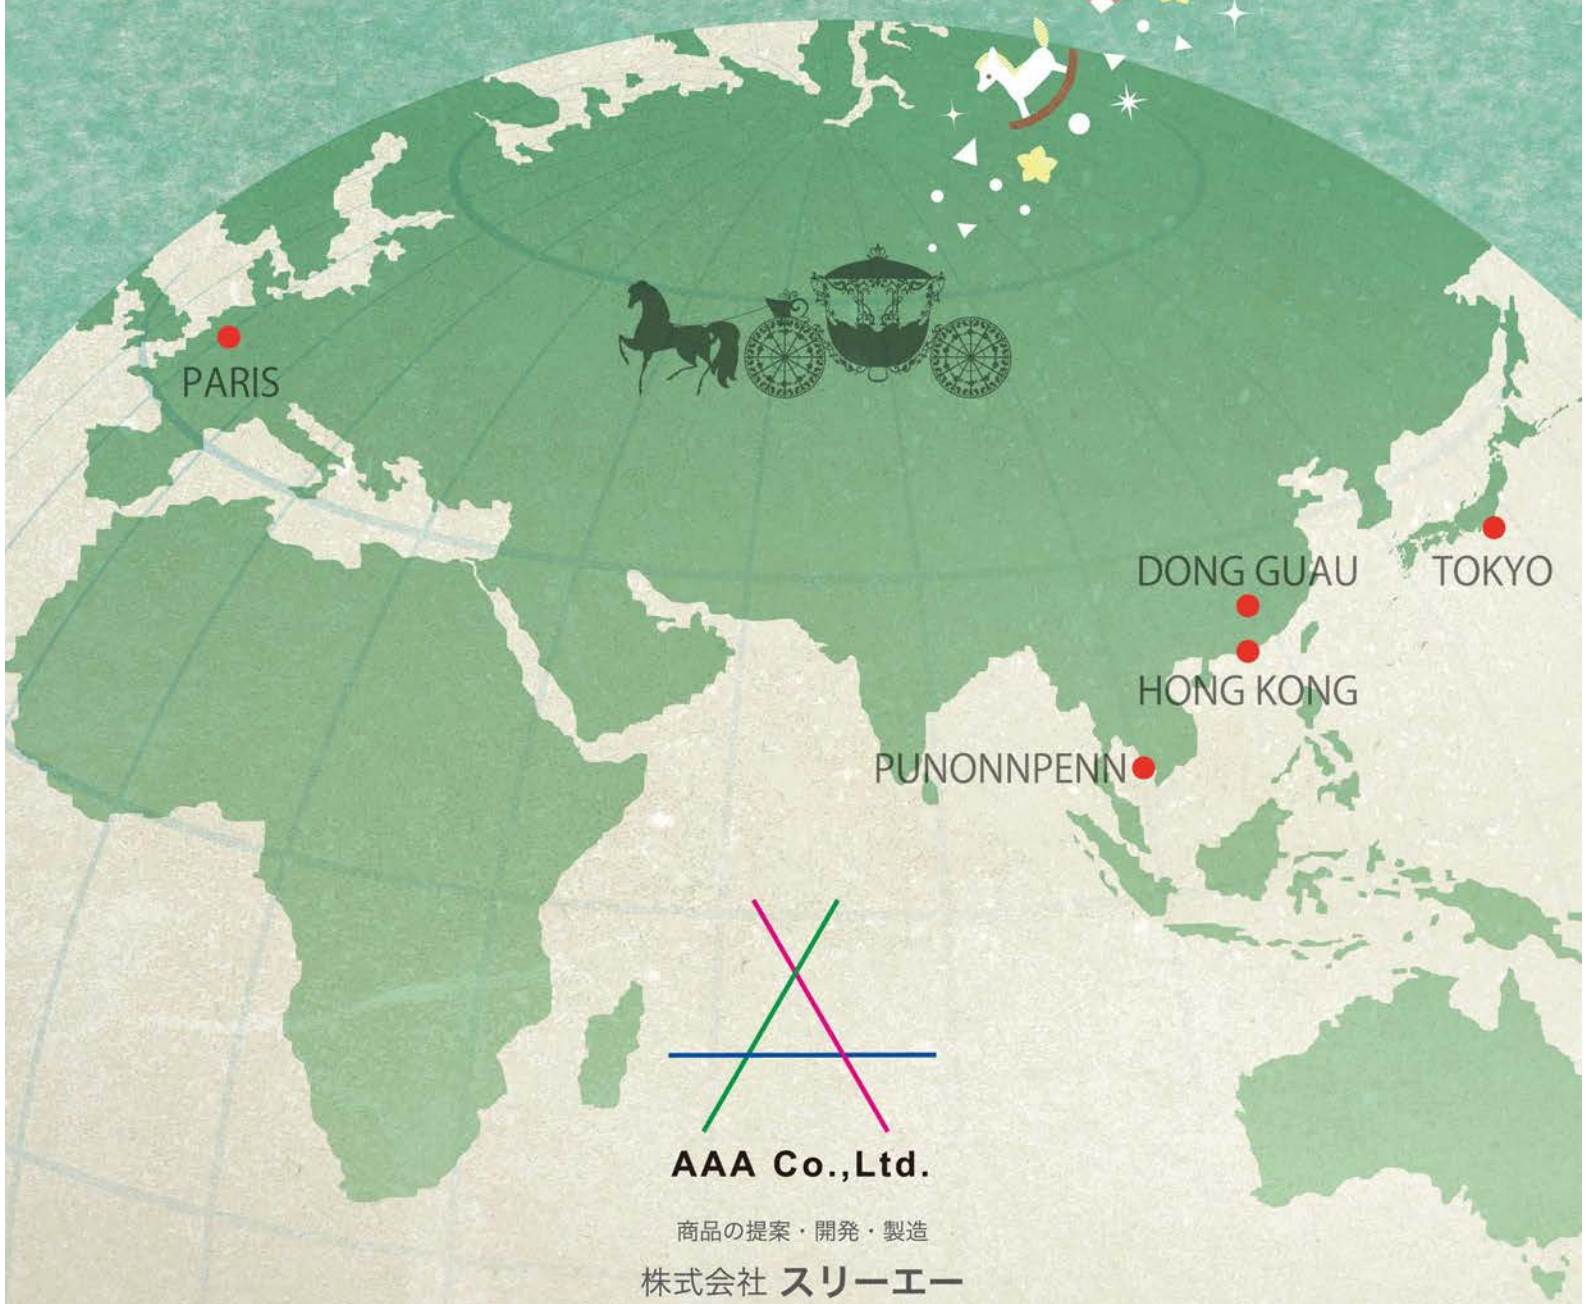 PARIS
DONG GUAU
TOKYO
HONG KONG
PUNONNPENN
AAA Co.,Ltd.
商品の提案・開発・製造
株式会社 スリーエー